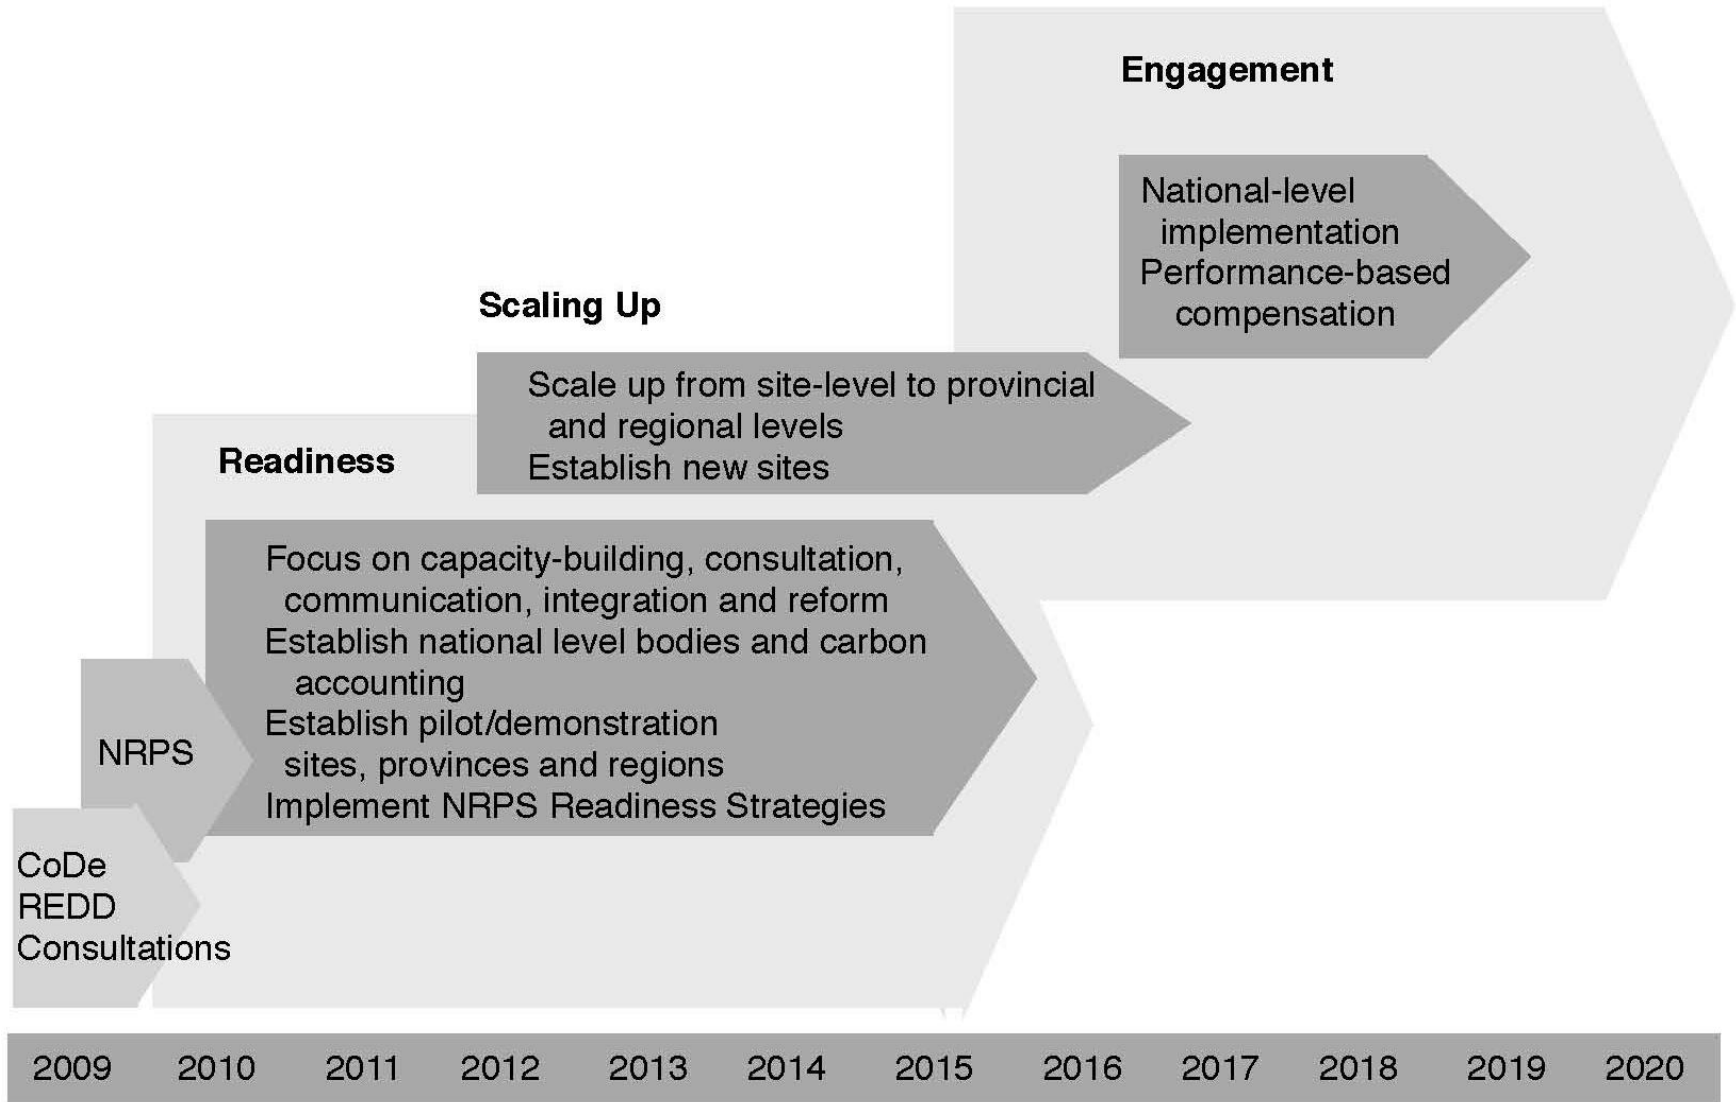 Engagement
National-level
implementation
Performance-based
compensation
Scaling Up
Scale up from site-level to provincial
and regional levels
Establish new sites
Readiness
Focus on capacity-building, consultation,
communication, integration and reform
Establish national level bodies and carbon
accounting
Establish pilot/demonstration
sites, provinces and regions
Implement NRPS Readiness Strategies
NRPS
CoDe
REDD
Consultations
2009 2010 2011 2012 2013 2014 2015 2016 2017 2018 2019 2020